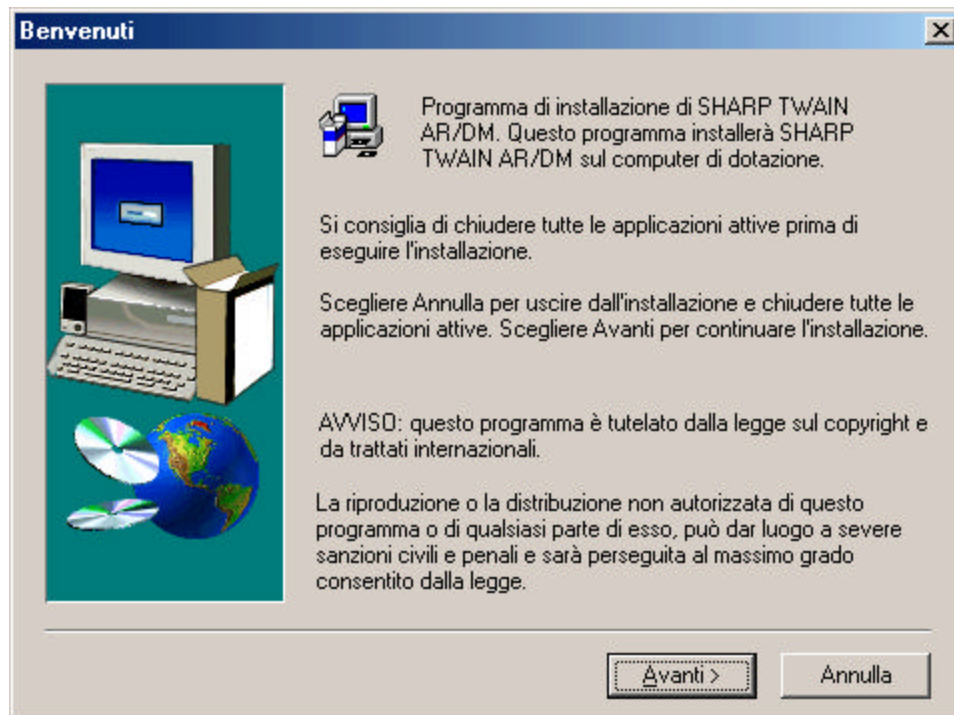 Benvenuti
Programma di installazione di SHARP TWAIN
AR/DM. Questo programma installerà SHARP
TWAIN AR/DM sul computer di dotazione.
Si consiglia di chiudere tutte le applicazioni attive prima di
eseguire l'installazione.
Scegliere Annulla per uscire dall'installazione e chiudere tutte le
applicazioni attive. Scegliere Avanti per continuare l'installazione.
AVVISO: questo programma è tutelato dalla legge sul copyright e
da trattati internazionali.
La riproduzione o la distribuzione non autorizzata di questo
programma o di qualsiasi parte di esso, può dar luogo a severe
sanzioni civili e penali e sarà perseguita al massimo grado
consentito dalla legge.
Avanti >
Annulla